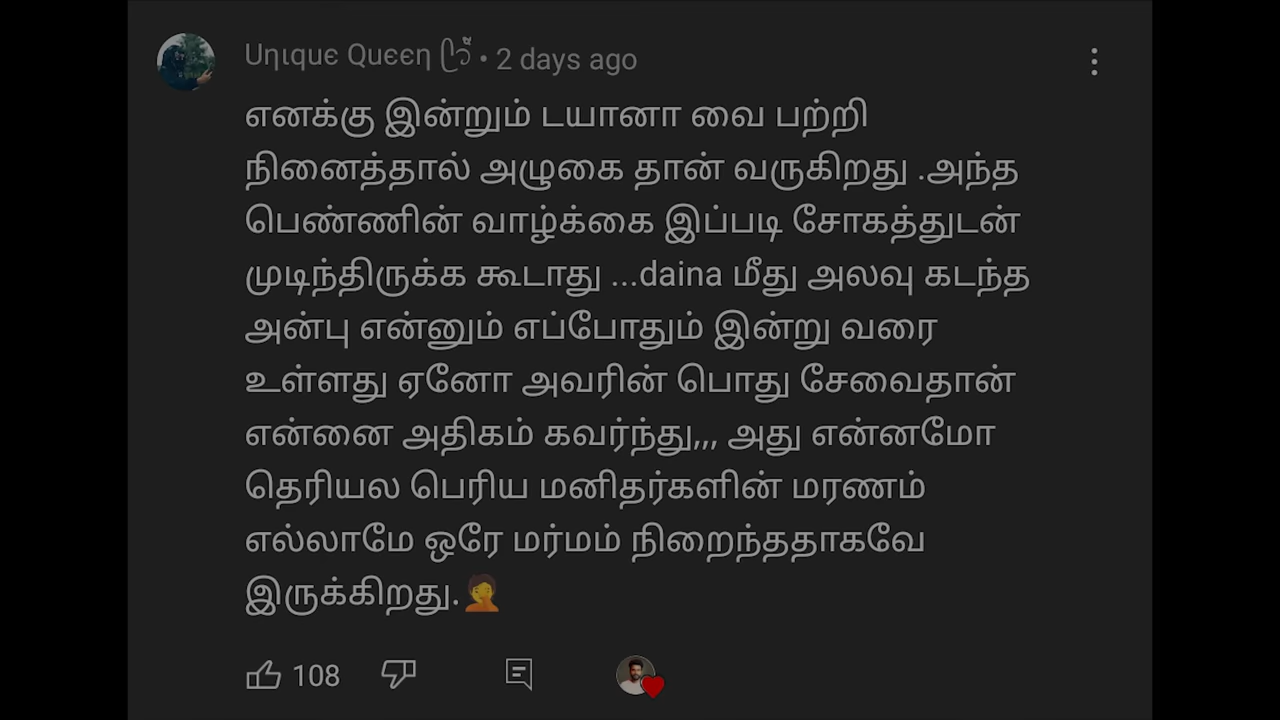 Uηιquє Quєєη • 2 days ago
எனக்கு இன்றும் டயானா வை பற்றி
நினைத்தால் அழுகை தான் வருகிறது .அந்த
பெண்ணின் வாழ்க்கை இப்படி சோகத்துடன்
முடிந்திருக்க கூடாது ...daina மீது அலவு கடந்த
அன்பு என்னும் எப்போதும் இன்று வரை
உள்ளது ஏனோ அவரின் பொது சேவைதான்
என்னை அதிகம் கவர்ந்து,,, அது என்னமோ
தெரியல பெரிய மனிதர்களின் மரணம்
எல்லாமே ஒரே மர்மம் நிறைந்ததாகவே
இருக்கிறது.🤦
108